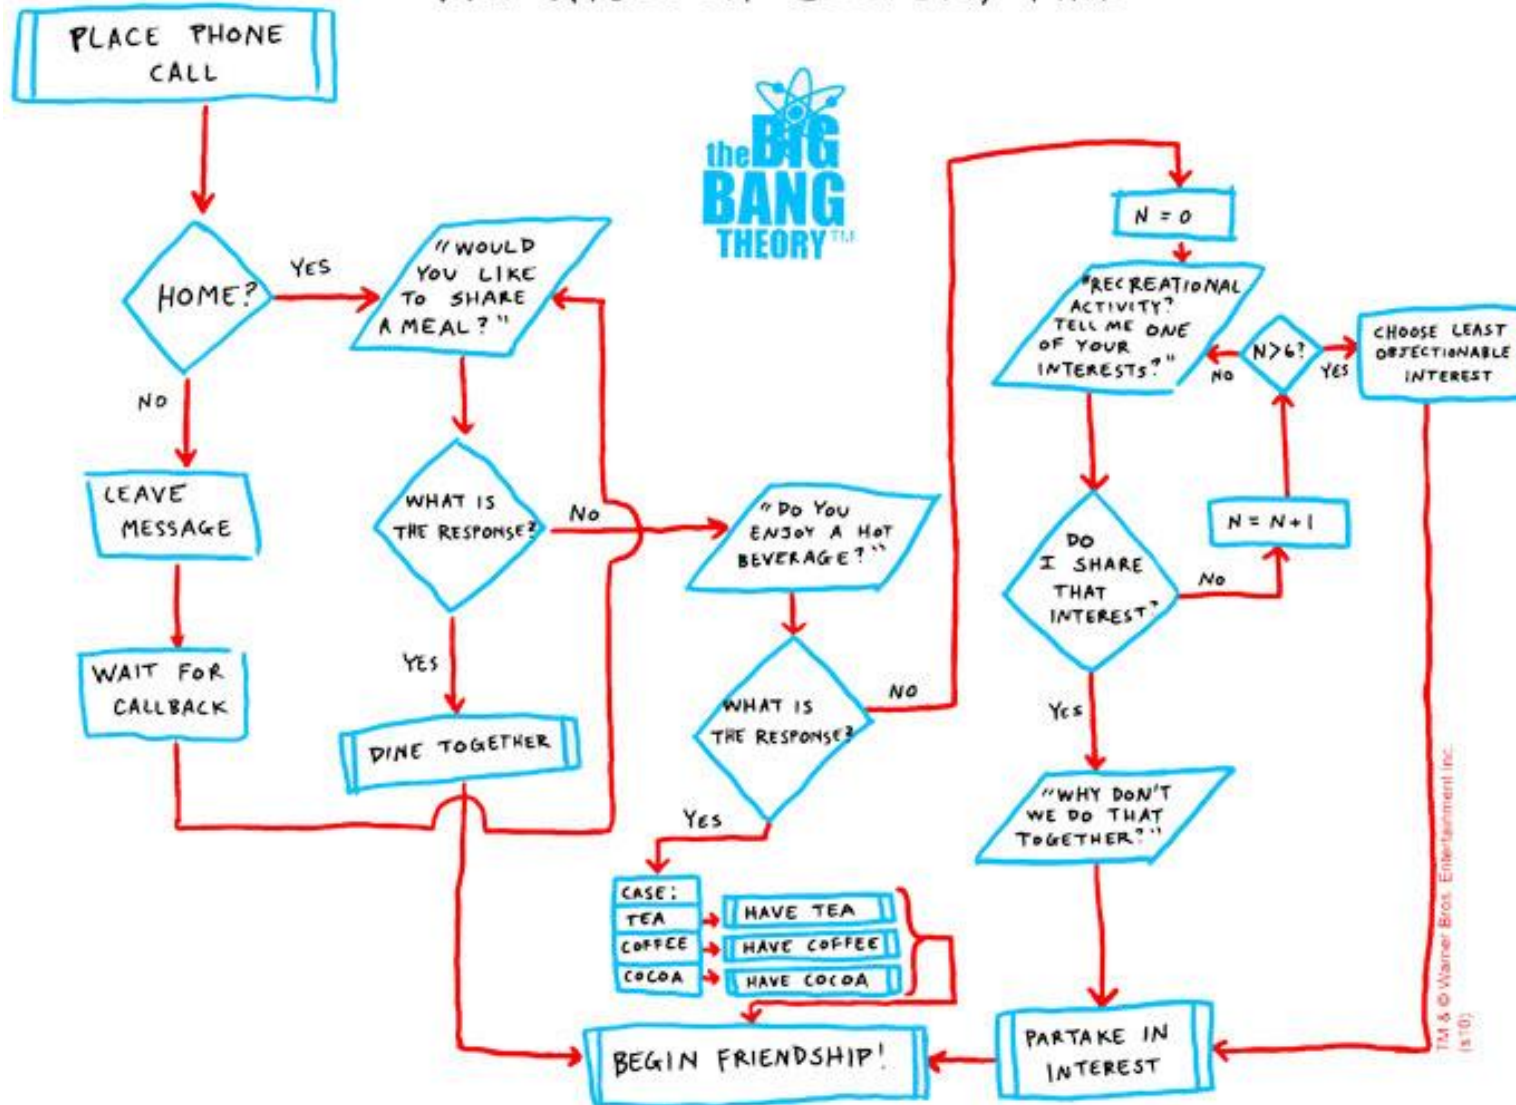 PLACE PHONE
CALL
the BIG
BANG
THEORY™
HOME?
YES
NO
"WOULD
YOU LIKE
TO SHARE
A MEAL?"
LEAVE
MESSAGE
WAIT FOR
CALLBACK
WHAT IS
THE RESPONSE?
NO
YES
DINE TOGETHER
"DO YOU
ENJOY A HOT
BEVERAGE?"
WHAT IS
THE RESPONSE?
NO
YES
CASE:
TEA
HAVE TEA
COFFEE
HAVE COFFEE
COCOA
HAVE COCOA
N = 0
"RECREATIONAL
ACTIVITY?
TELL ME ONE
OF YOUR
INTERESTS?"
N>6?
NO
YES
CHOOSE LEAST
OBJECTIONABLE
INTEREST
N = N+1
DO
I SHARE
THAT
INTEREST?
NO
YES
"WHY DON'T
WE DO THAT
TOGETHER?"
PARTAKE IN
INTEREST
BEGIN FRIENDSHIP!
TM & © Warner Bros. Entertainment Inc.
(s10)